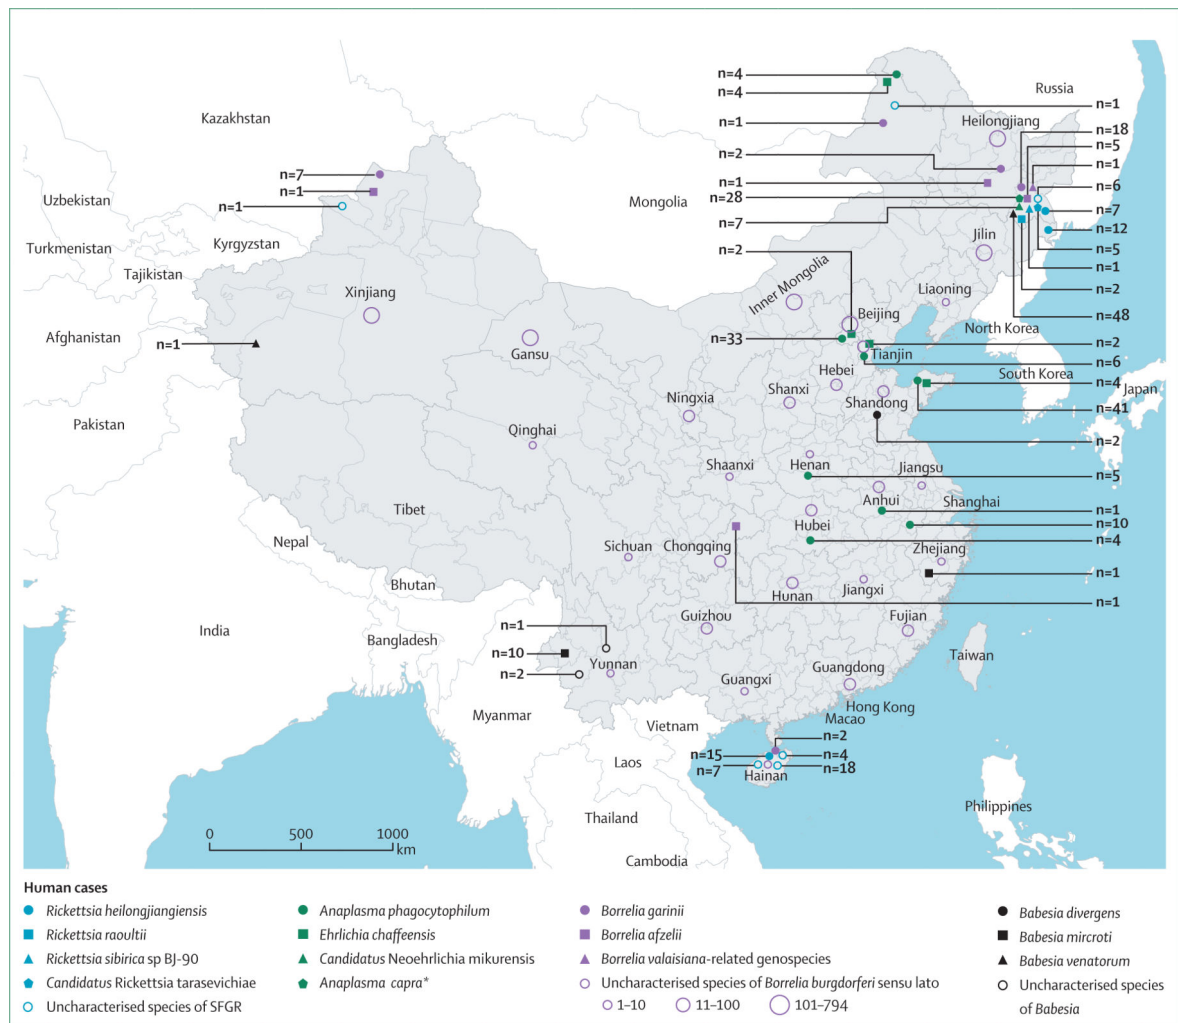 n=4
n=4
Russia
n=1
Kazakhstan
n=1
Heilongjiang
n=18
n=5
n=2
n=1
n=7
n=1
n=1
n=6
Uzbekistan
n=1
n=28
Mongolia
n=7
n=7
n=12
Turkmenistan
Kyrgyzstan
n=2
Jilin
n=5
Tajikistan
n=1
Inner Mongolia
Liaoning
n=2
Xinjiang
Beijing
n=48
Afghanistan
n=1
Gansu
n=33
North Korea
n=2
Tianjin
n=6
Hebei
South Korea
n=4
Japan
Ningxia
Shanxi
Shandong
n=41
Pakistan
Qinghai
n=2
Shaanxi
Henan
Jiangsu
n=5
Anhui
Shanghai
Tibet
n=1
Hubei
n=10
Nepal
Sichuan
Chongqing
n=4
Zhejiang
n=1
Bhutan
Hunan
Jiangxi
n=1
India
Bangladesh
n=1
Guizhou
Fujian
n=10
Yunnan
Taiwan
n=2
Guangxi
Guangdong
Hong Kong
Macao
Myanmar
Vietnam
n=2
n=15
n=4
Laos
n=7
n=18
Hainan
Philippines
Thailand
0 500 1000
km
Cambodia
Human cases
Rickettsia heilongjiangiensis
Rickettsia raoultii
Rickettsia sibirica sp BJ-90
Candidatus Rickettsia tarasevichiae
Uncharacterised species of SFGR
Anaplasma phagocytophilum
Ehrlichia chaffeensis
Candidatus Neoehrlichia mikurensis
Anaplasma capra*
Borrelia garinii
Borrelia afzelii
Borrelia valaisiana-related genospecies
Uncharacterised species of Borrelia burgdorferi sensu lato
1–10 11–100 101–794
Babesia divergens
Babesia mircroti
Babesia venatorum
Uncharacterised species
of Babesia